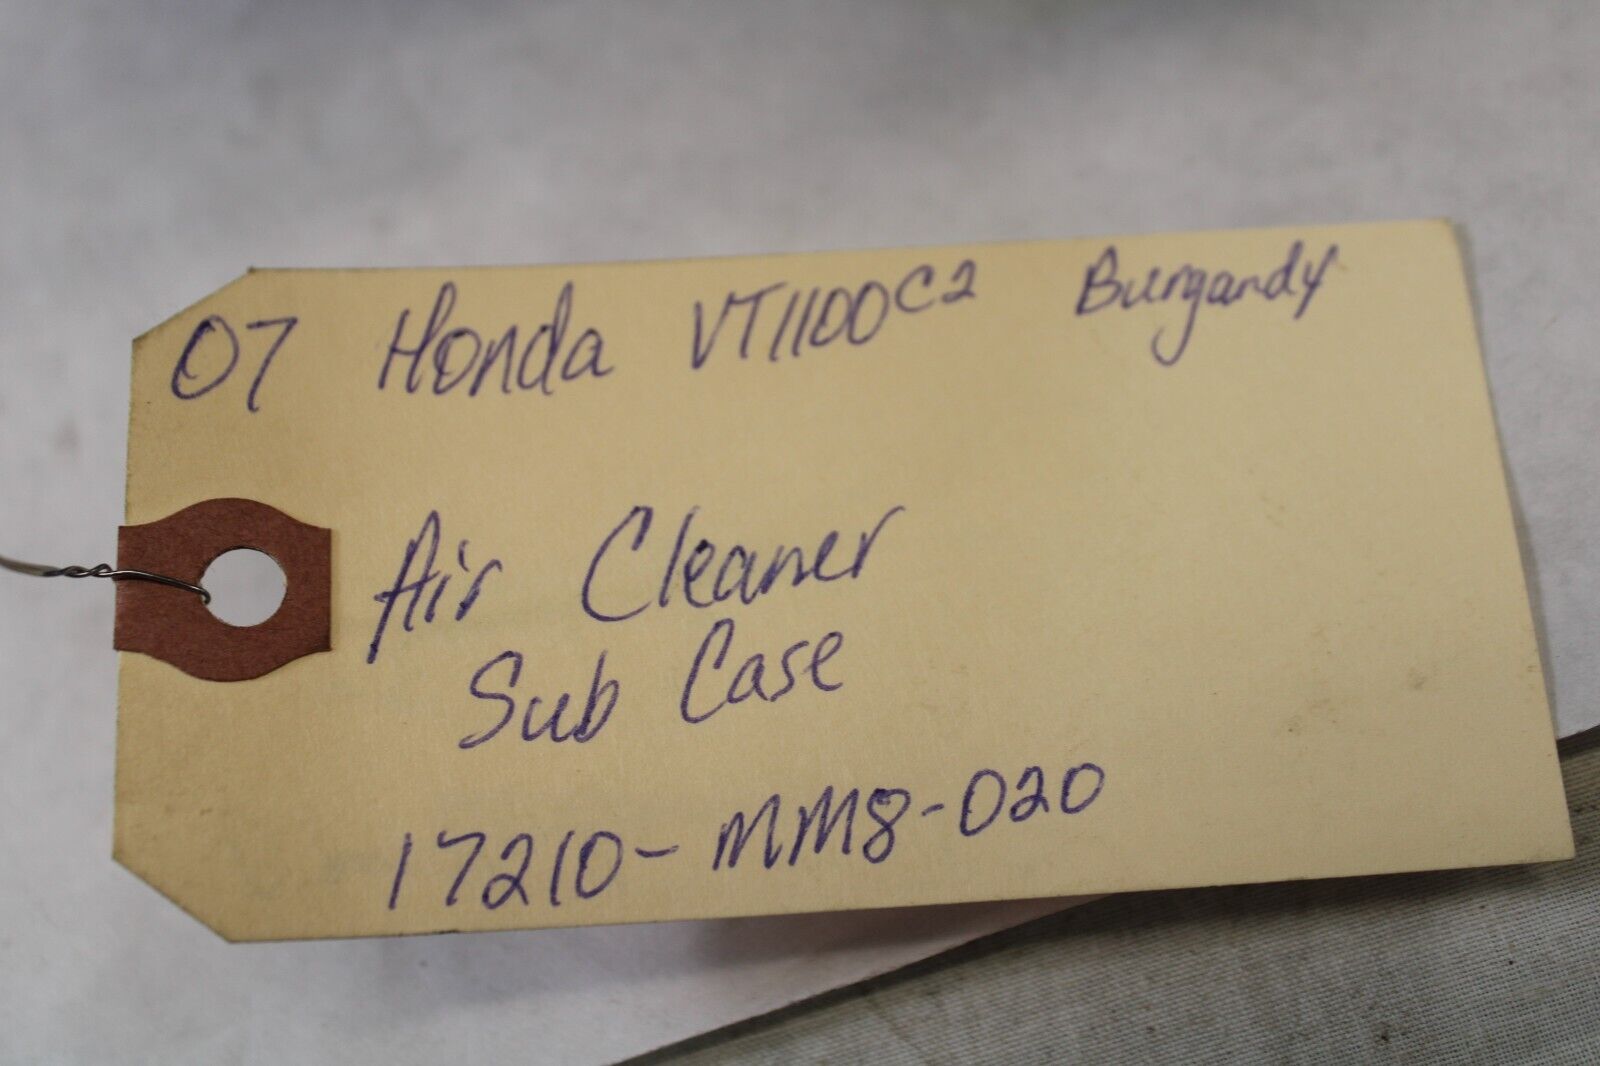 07 Honda VT1100C2 Burgandy
Air Cleaner
Sub Case
17210-MM8-020